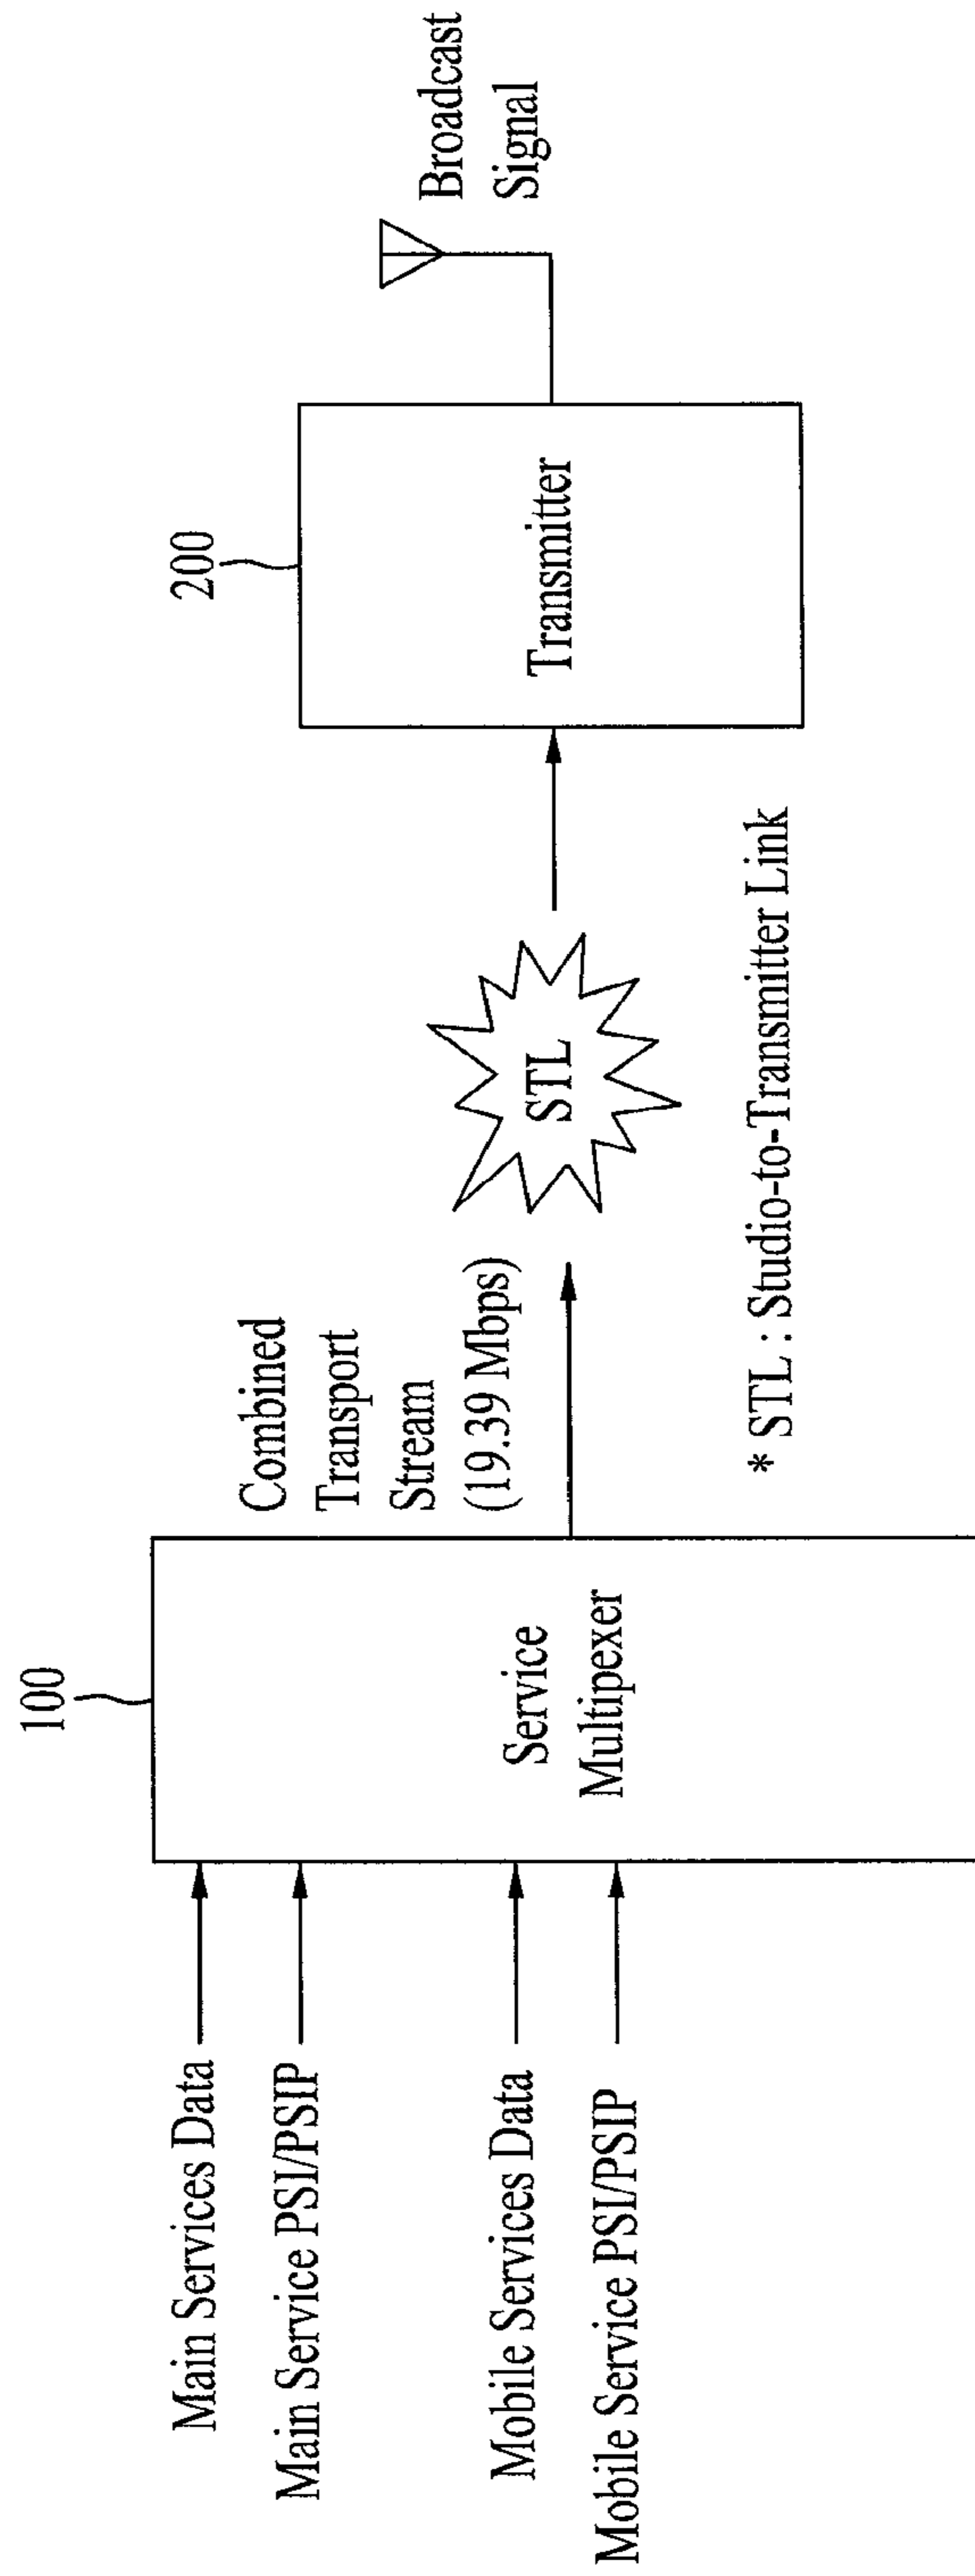 100
200
Main Services Data
Main Service PSI/PSIP
Mobile Services Data
Mobile Service PSI/PSIP
Service
Multipexer
Combined
Transport
Stream
(19.39 Mbps)
STL
Transmitter
Broadcast
Signal
* STL : Studio-to-Transmitter Link